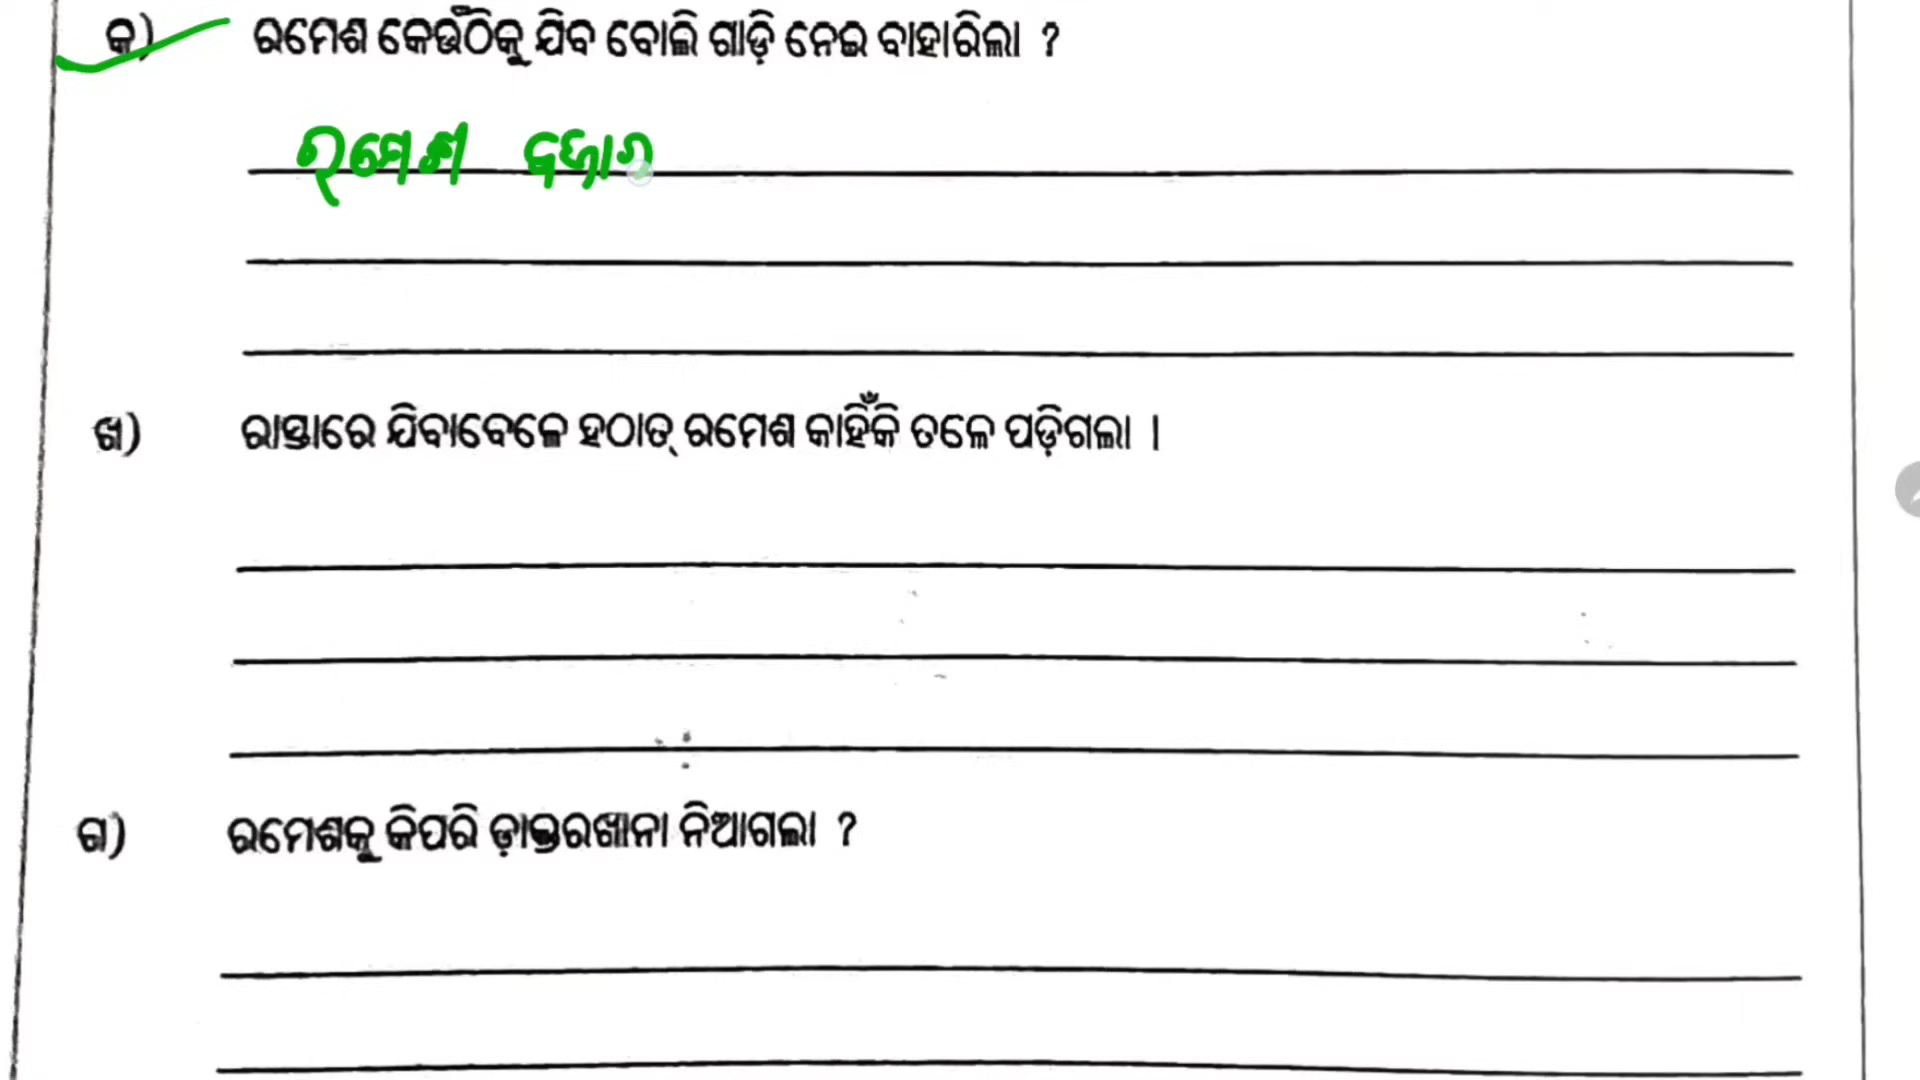 କ) ରମେଶ କେଉଁଠିକୁ ଯିବ ବୋଲି ଗାଡ଼ି ନେଇ ବାହାରିଲା ?
ରମେଶ ବଜାର
ଖ) ରାସ୍ତାରେ ଯିବାବେଳେ ହଠାତ୍ ରମେଶ କାହିଁକି ତଳେ ପଡ଼ିଗଲା ।
ଗ) ରମେଶକୁ କିପରି ଡ଼ାକ୍ତରଖାନା ନିଆଗଲା ?